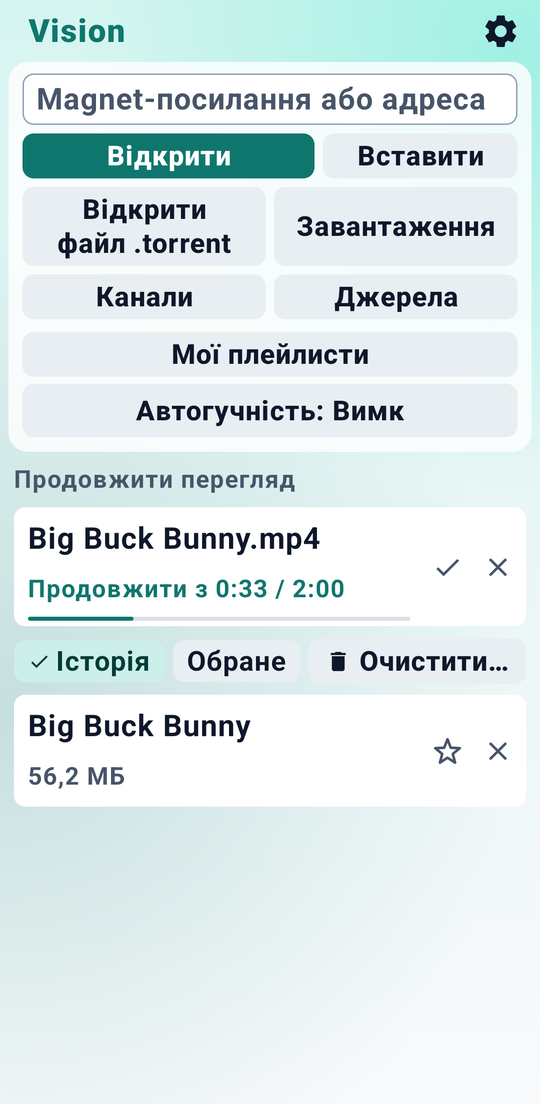 Vision
Magnet-посилання або адреса
Відкрити
Вставити
Відкрити
файл .torrent
Завантаження
Канали
Джерела
Мої плейлисти
Автогучність: Вимк
Продовжити перегляд
Big Buck Bunny.mp4
Продовжити з 0:33 / 2:00
Історія
Обране
Очистити...
Big Buck Bunny
56,2 МБ